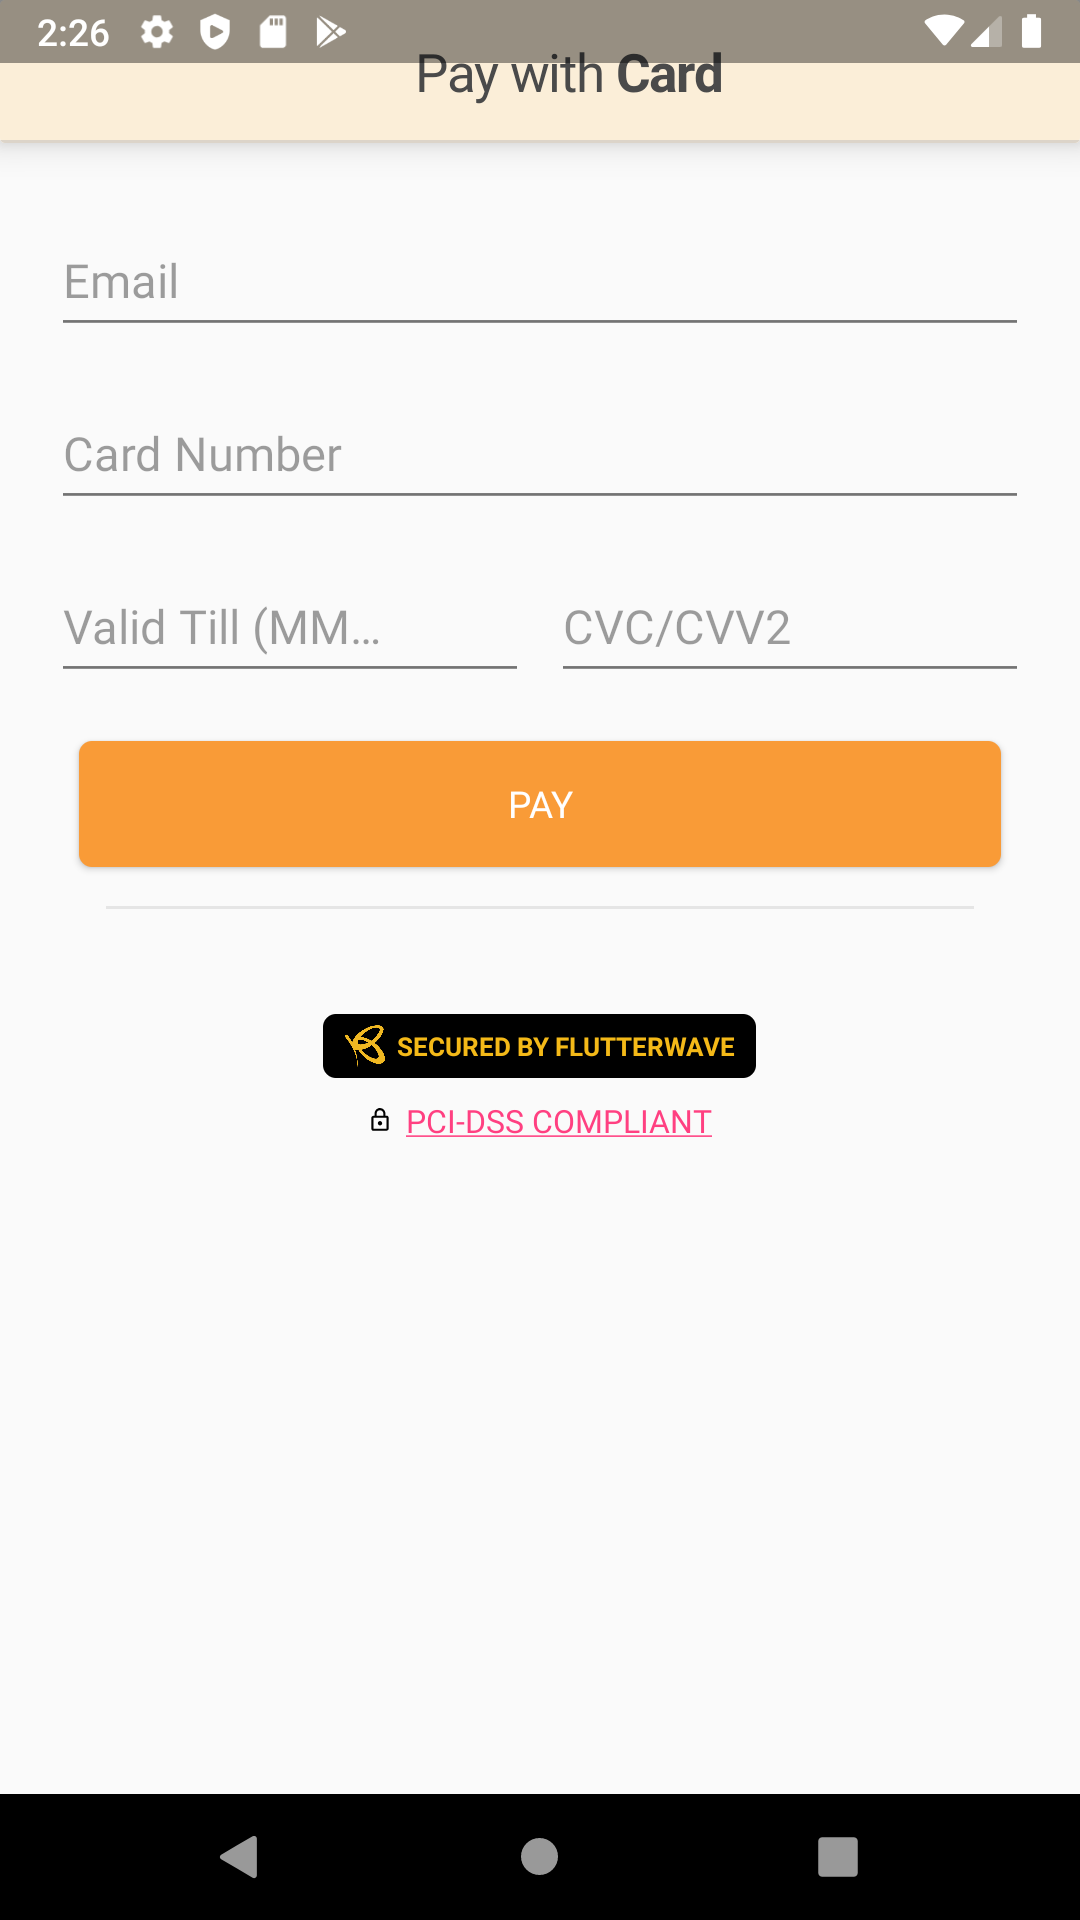 2:26
Pay with Card
Email
Card Number
Valid Till (MM…
CVC/CVV2
PAY
SECURED BY FLUTTERWAVE
PCI-DSS COMPLIANT